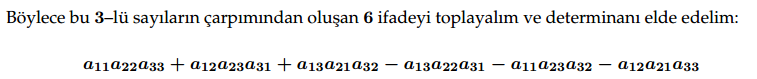 Böylece bu 3–lü sayıların çarpımından oluşan 6 ifadeyi toplayalım ve determinanı elde edelim:
a₁₁a₂₂a₃₃ + a₁₂a₂₃a₃₁ + a₁₃a₂₁a₃₂ − a₁₃a₂₂a₃₁ − a₁₁a₂₃a₃₂ − a₁₂a₂₁a₃₃